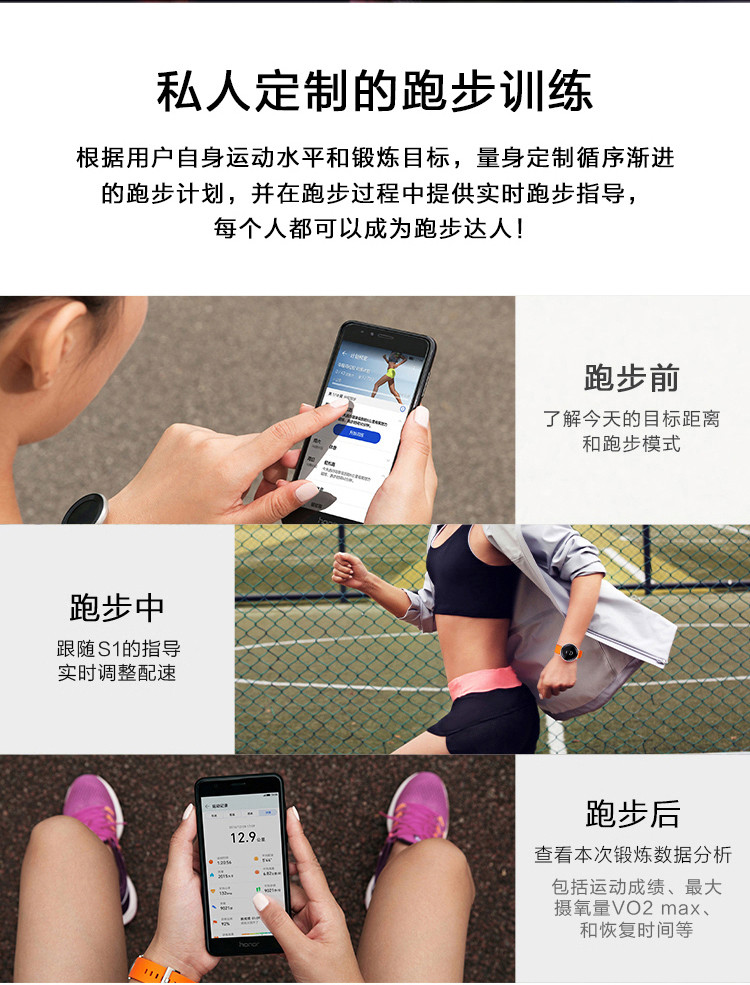 私人定制的跑步训练
根据用户自身运动水平和锻炼目标，量身定制循序渐进
的跑步计划，并在跑步过程中提供实时跑步指导，
每个人都可以成为跑步达人！
跑步前
了解今天的目标距离
和跑步模式
跑步中
跟随S1的指导
实时调整配速
运动记录
12.9公里
honor
跑步后
查看本次锻炼数据分析
包括运动成绩、最大
摄氧量VO2 max、
和恢复时间等